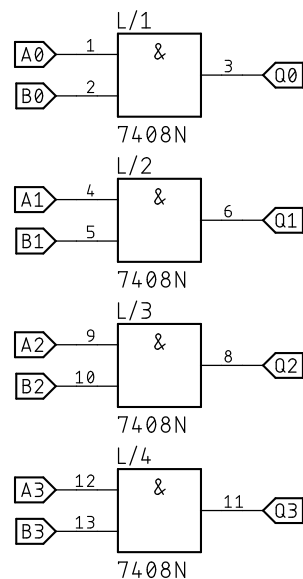 L/1
A0 1 & 3 Q0
B0 2
7408N
L/2
A1 4 & 6 Q1
B1 5
7408N
L/3
A2 9 & 8 Q2
B2 10
7408N
L/4
A3 12 & 11 Q3
B3 13
7408N